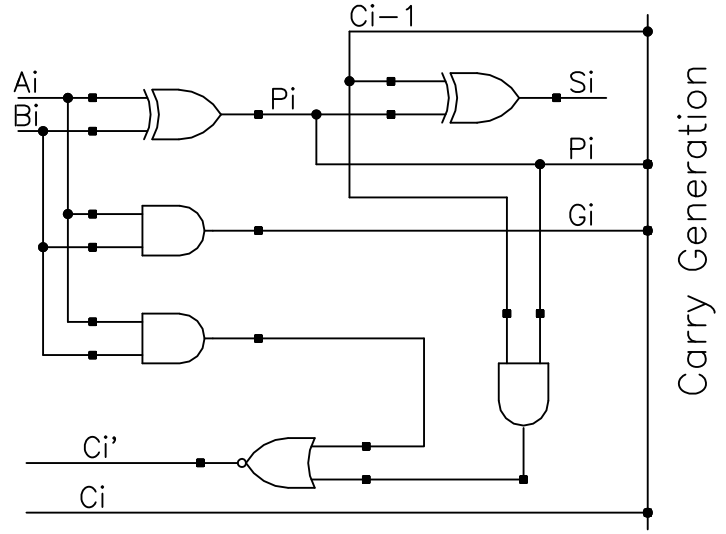 Ci-1
Ai
Si
Pi
Bi
Pi
Gi
Carry Generation
Ci'
Ci